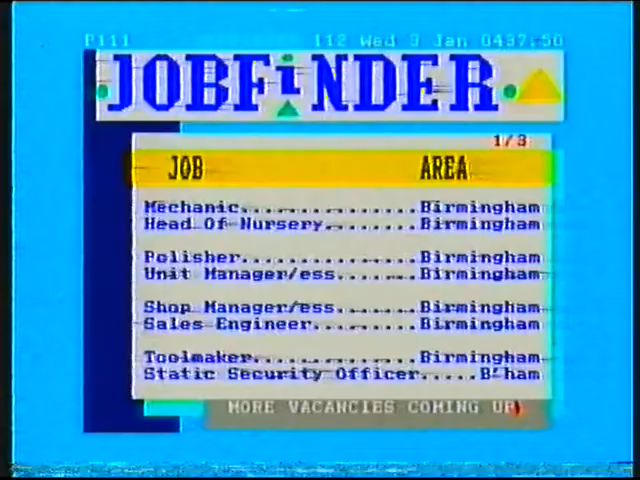 P111 112 Wed 3 Jan 0437:50
JOBFiNDER
1/3
JOB AREA
Mechanic................Birmingham
Head Of Nursery.........Birmingham
Polisher................Birmingham
Unit Manager/ess........Birmingham
Shop Manager/ess........Birmingham
Sales Engineer..........Birmingham
Toolmaker...............Birmingham
Static Security Officer.....B'ham
MORE VACANCIES COMING UP